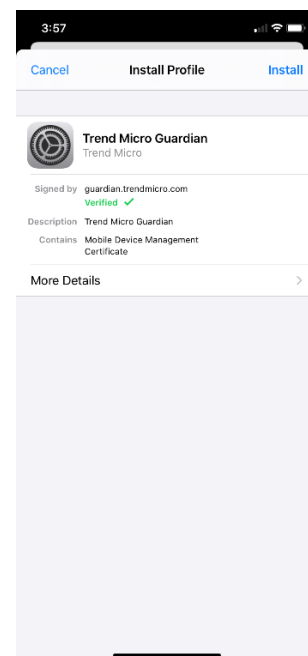 3:57
Cancel Install Profile Install
Trend Micro Guardian
Trend Micro
Signed by guardian.trendmicro.com
Verified ✓
Description Trend Micro Guardian
Contains Mobile Device Management
Certificate
More Details